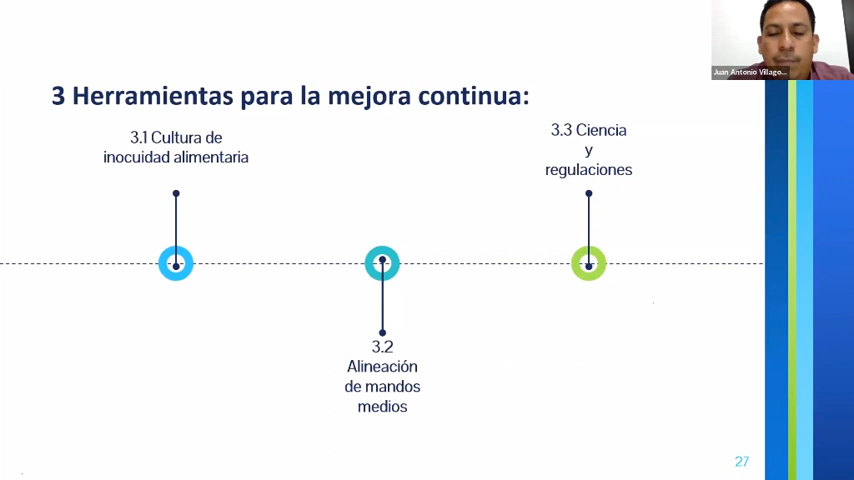 Juan Antonio Villago...
3 Herramientas para la mejora continua:
3.1 Cultura de
inocuidad alimentaria
3.3 Ciencia
y
regulaciones
3.2
Alineación
de mandos
medios
27